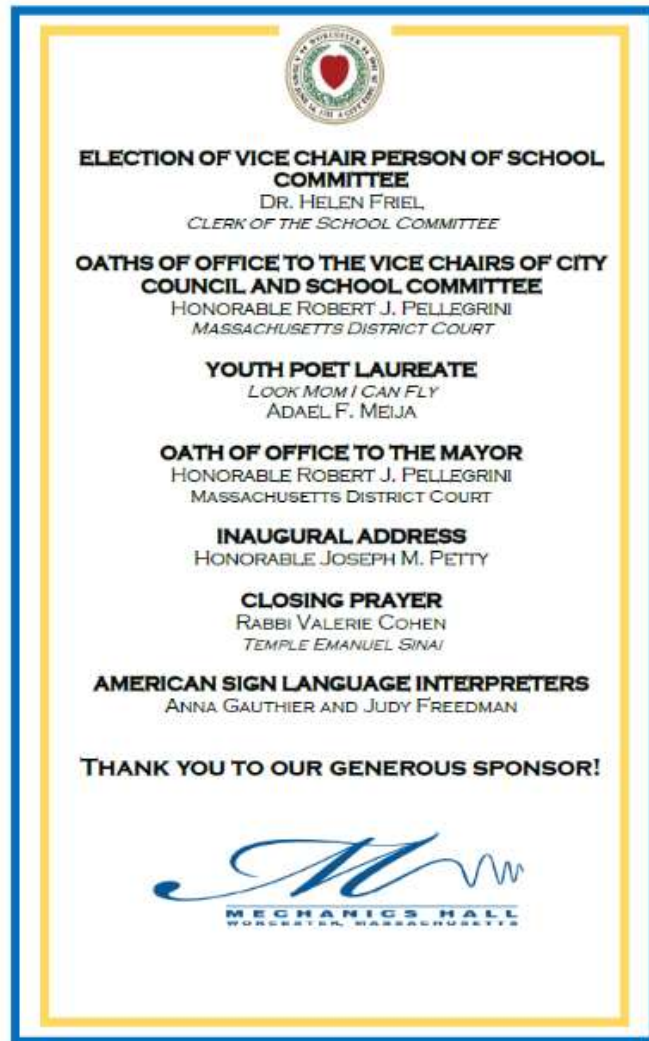 WORCESTER
ELECTION OF VICE CHAIR PERSON OF SCHOOL
COMMITTEE
DR. HELEN FRIEL,
CLERK OF THE SCHOOL COMMITTEE
OATHS OF OFFICE TO THE VICE CHAIRS OF CITY
COUNCIL AND SCHOOL COMMITTEE
HONORABLE ROBERT J. PELLEGRINI
MASSACHUSETTS DISTRICT COURT
YOUTH POET LAUREATE
LOOK MOM I CAN FLY
ADAEL F. MEIJA
OATH OF OFFICE TO THE MAYOR
HONORABLE ROBERT J. PELLEGRINI
MASSACHUSETTS DISTRICT COURT
INAUGURAL ADDRESS
HONORABLE JOSEPH M. PETTY
CLOSING PRAYER
RABBI VALERIE COHEN
TEMPLE EMANUEL SINAI
AMERICAN SIGN LANGUAGE INTERPRETERS
ANNA GAUTHIER AND JUDY FREEDMAN
THANK YOU TO OUR GENEROUS SPONSOR!
M
MECHANICS HALL
WORCESTER, MASSACHUSETTS